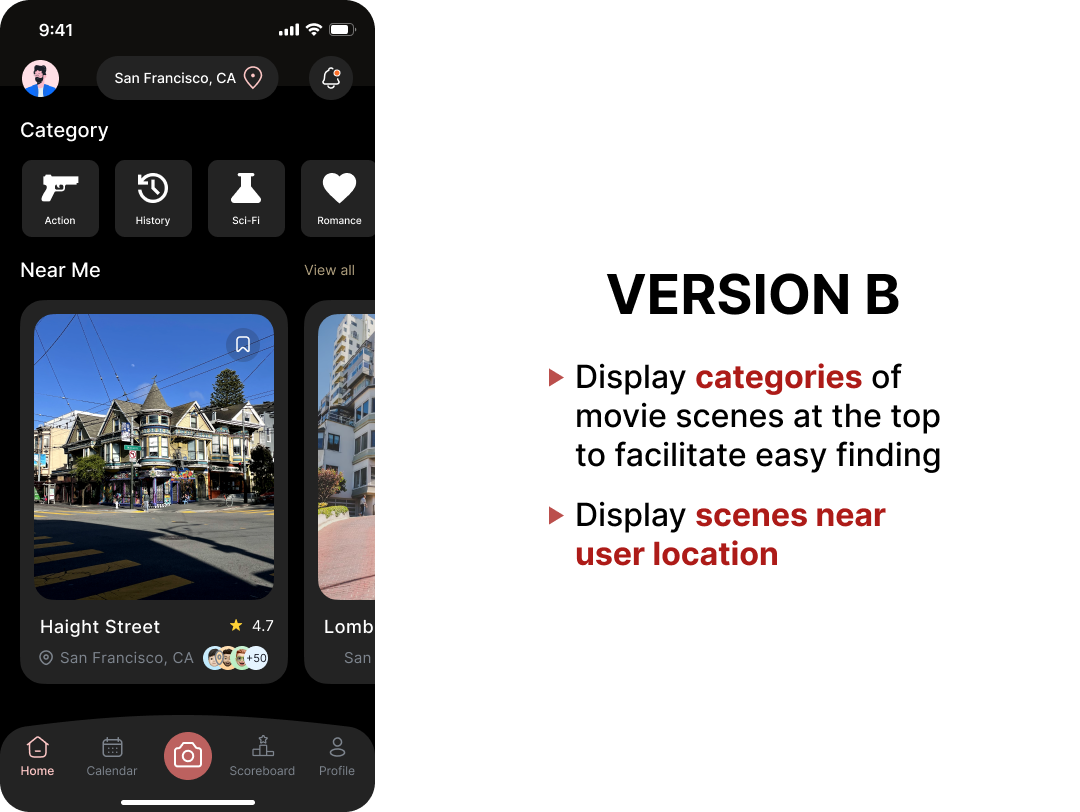 9:41
San Francisco, CA
Category
Action
History
Sci-Fi
Romance
Near Me
View all
Haight Street
4.7
San Francisco, CA
+50
Lomb
San
Home
Calendar
Scoreboard
Profile
VERSION B
Display categories of
movie scenes at the top
to facilitate easy finding
Display scenes near
user location